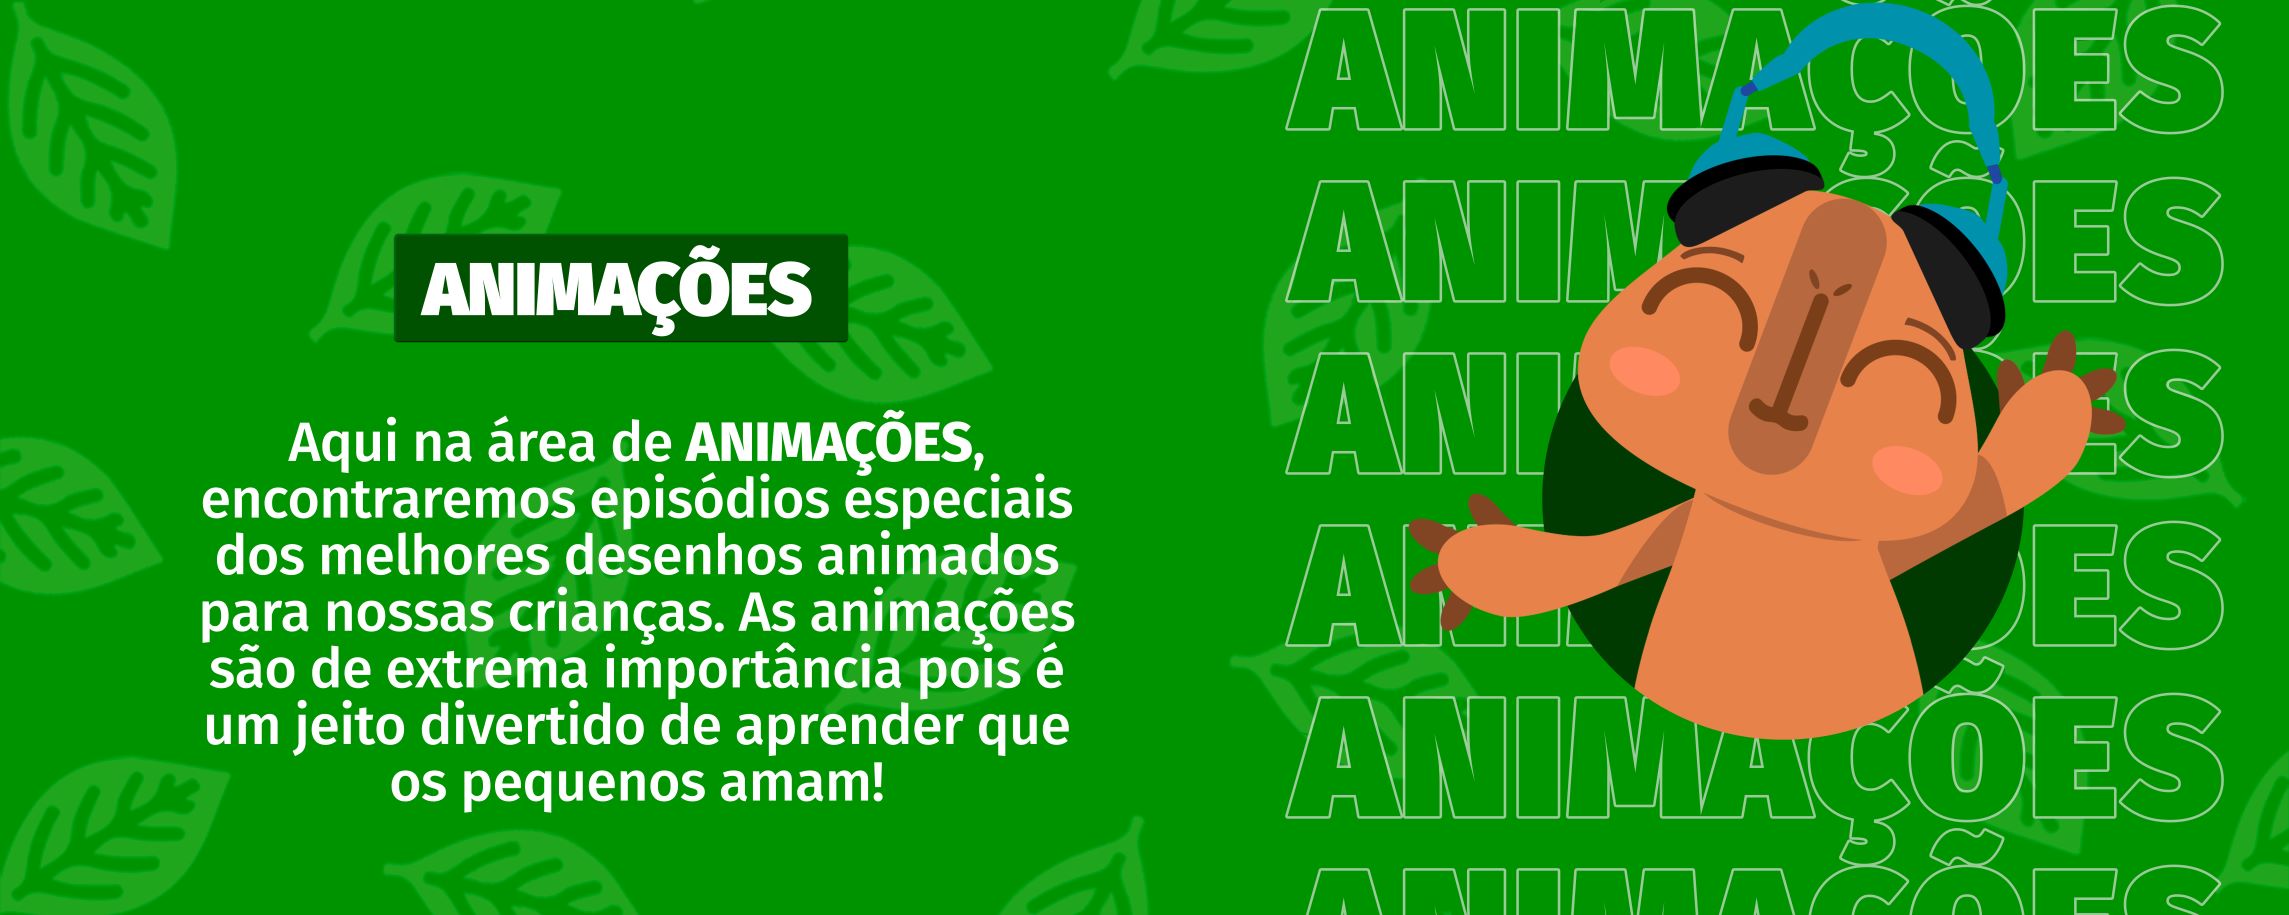 ANIMAÇÕES
Aqui na área de ANIMAÇÕES,
encontraremos episódios especiais
dos melhores desenhos animados
para nossas crianças. As animações
são de extrema importância pois é
um jeito divertido de aprender que
os pequenos amam!
ANIMAÇÕES
ANIMAÇÕES
ANIMAÇÕES
ANIMAÇÕES
ANIMAÇÕES
ANIMAÇÕES